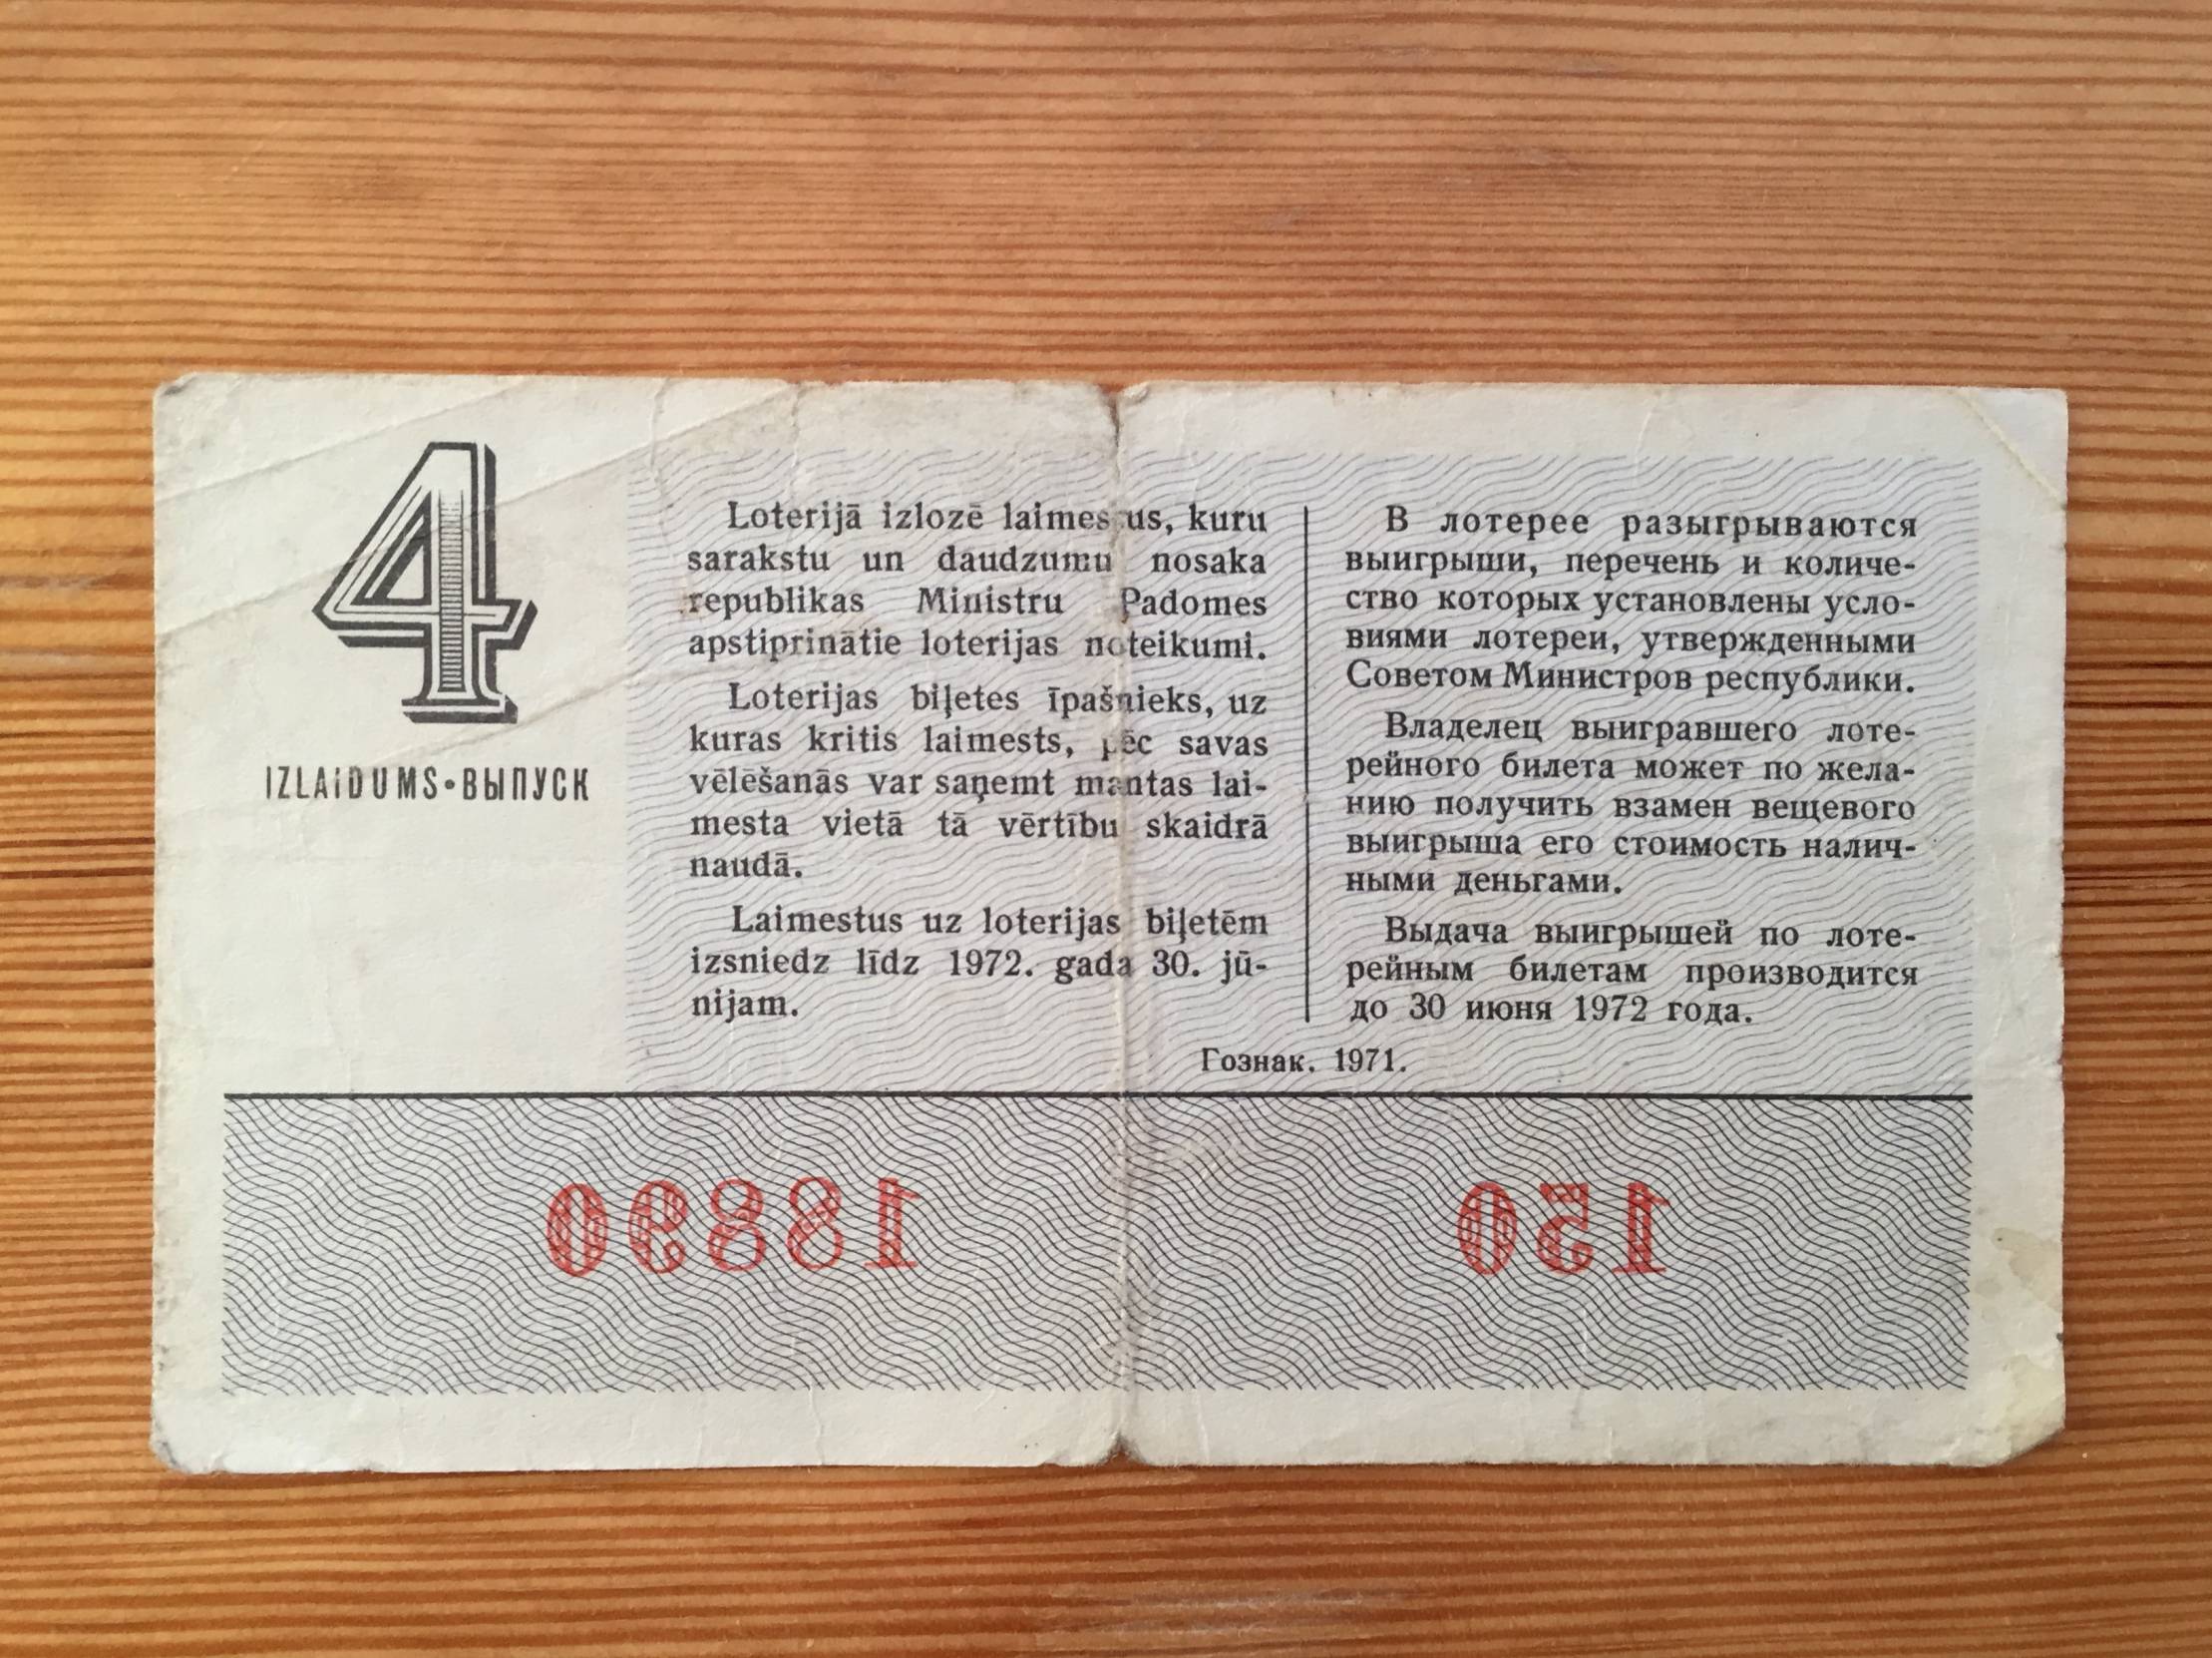 4
IZLAIDUMS•ВЫПУСК
Loterijā izlozē laimestus, kuru
sarakstu un daudzumu nosaka
republikas Ministru Padomes
apstiprinātie loterijas noteikumi.
Loterijas biļetes īpašnieks, uz
kuras kritis laimests, pēc savas
vēlēšanās var saņemt mantas lai-
mesta vietā tā vērtību skaidrā
naudā.
Laimestus uz loterijas biļetēm
izsniedz līdz 1972. gada 30. jū-
nijam.
В лотерее разыгрываются
выигрыши, перечень и количе-
ство которых установлены усло-
виями лотереи, утвержденными
Советом Министров республики.
Владелец выигравшего лоте-
рейного билета может по жела-
нию получить взамен вещевого
выигрыша его стоимость налич-
ными деньгами.
Выдача выигрышей по лоте-
рейным билетам производится
до 30 июня 1972 года.
Гознак. 1971.
18890
150